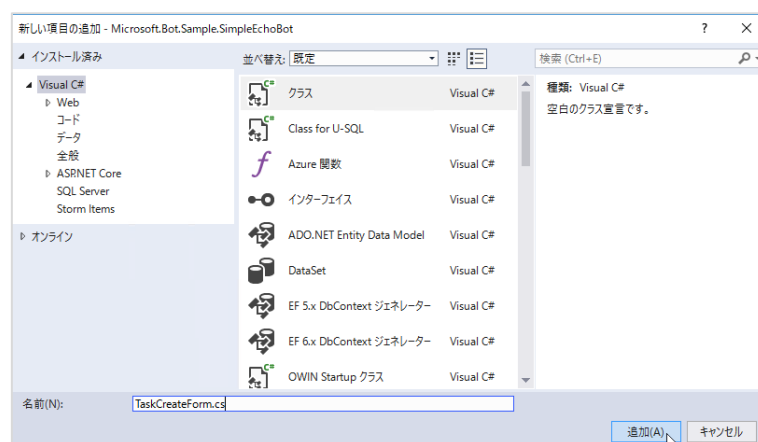 新しい項目の追加 - Microsoft.Bot.Sample.SimpleEchoBot ? ×
インストール済み
並べ替え: 既定
検索 (Ctrl+E)
Visual C#
Web
コード
データ
全般
ASP.NET Core
SQL Server
Storm Items
オンライン
クラス Visual C#
Class for U-SQL Visual C#
Azure 関数 Visual C#
インターフェイス Visual C#
ADO.NET Entity Data Model Visual C#
DataSet Visual C#
EF 5.x DbContext ジェネレーター Visual C#
EF 6.x DbContext ジェネレーター Visual C#
OWIN Startup クラス Visual C#
種類: Visual C#
空白のクラス宣言です。
名前(N): TaskCreateForm.cs
追加(A) キャンセル